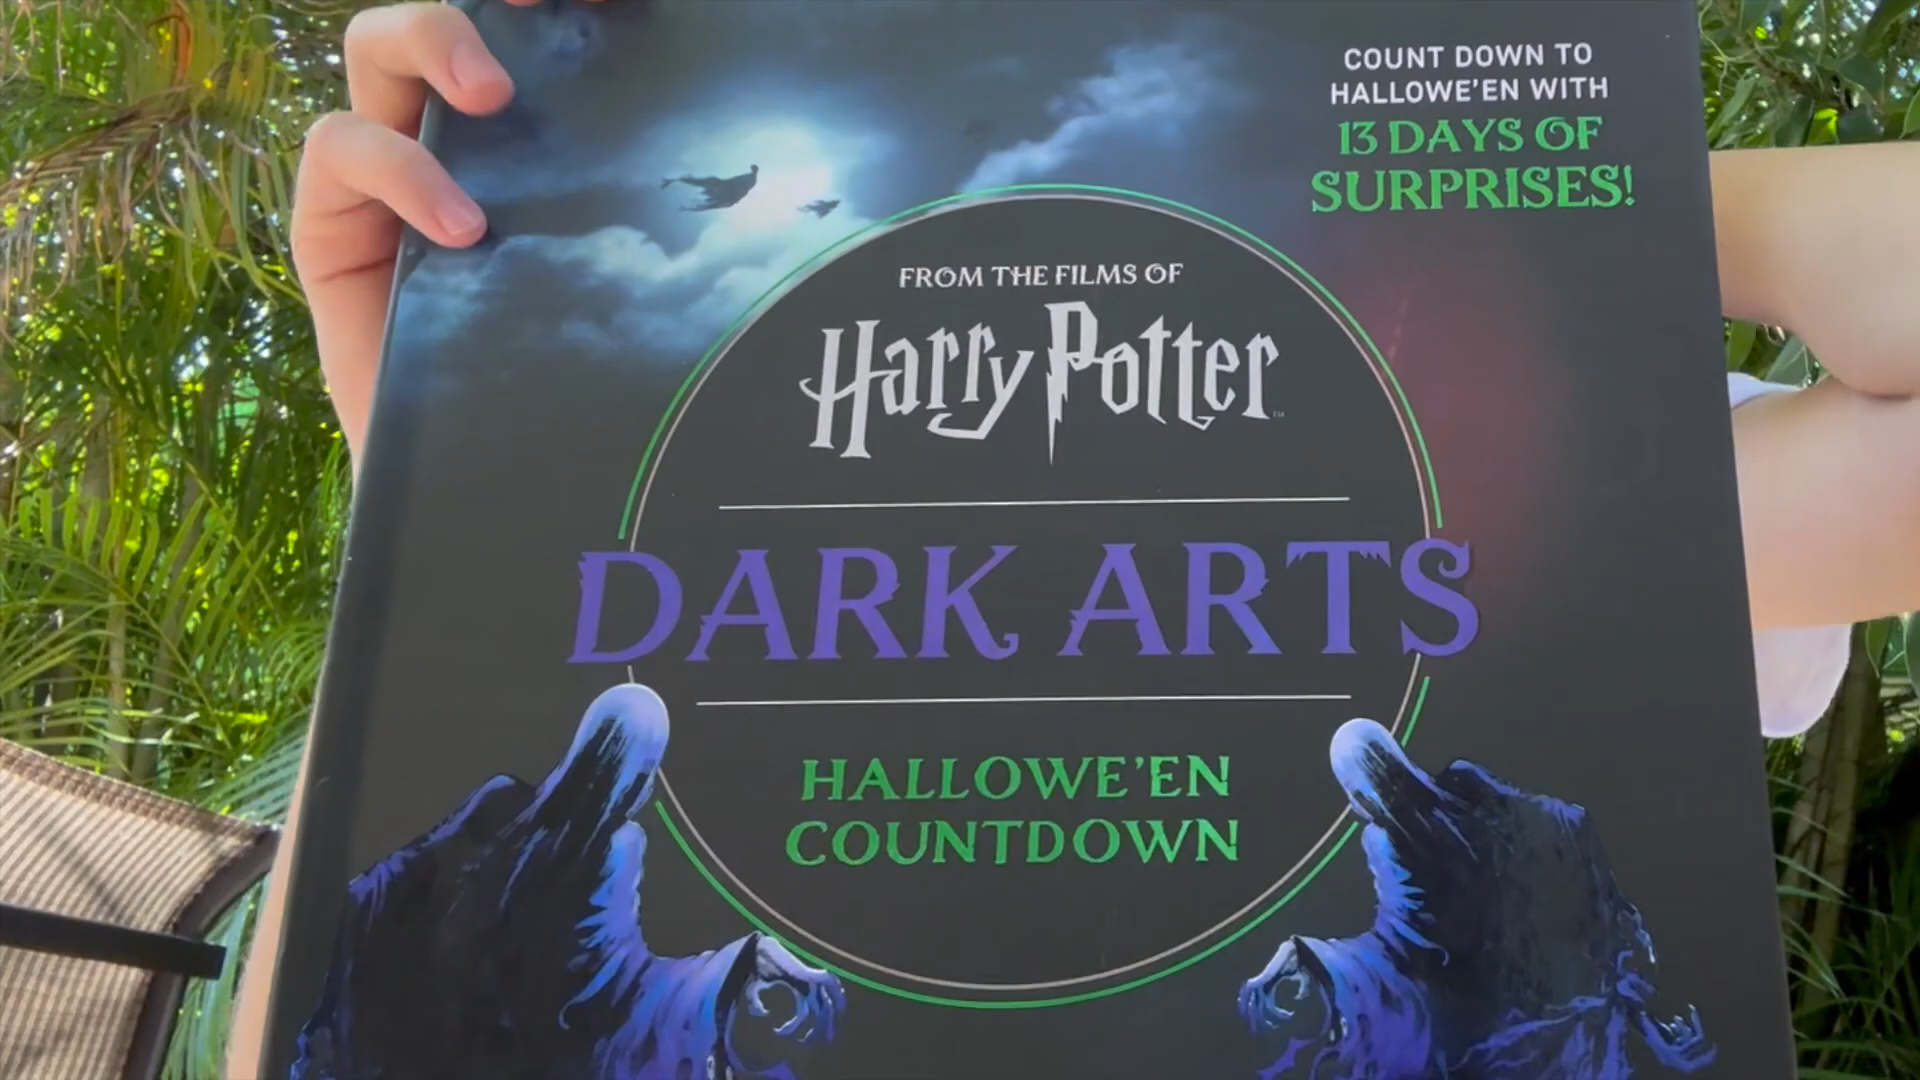 COUNT DOWN TO
HALLOWE'EN WITH
13 DAYS OF
SURPRISES!
FROM THE FILMS OF
Harry Potter™
DARK ARTS
HALLOWE'EN
COUNTDOWN